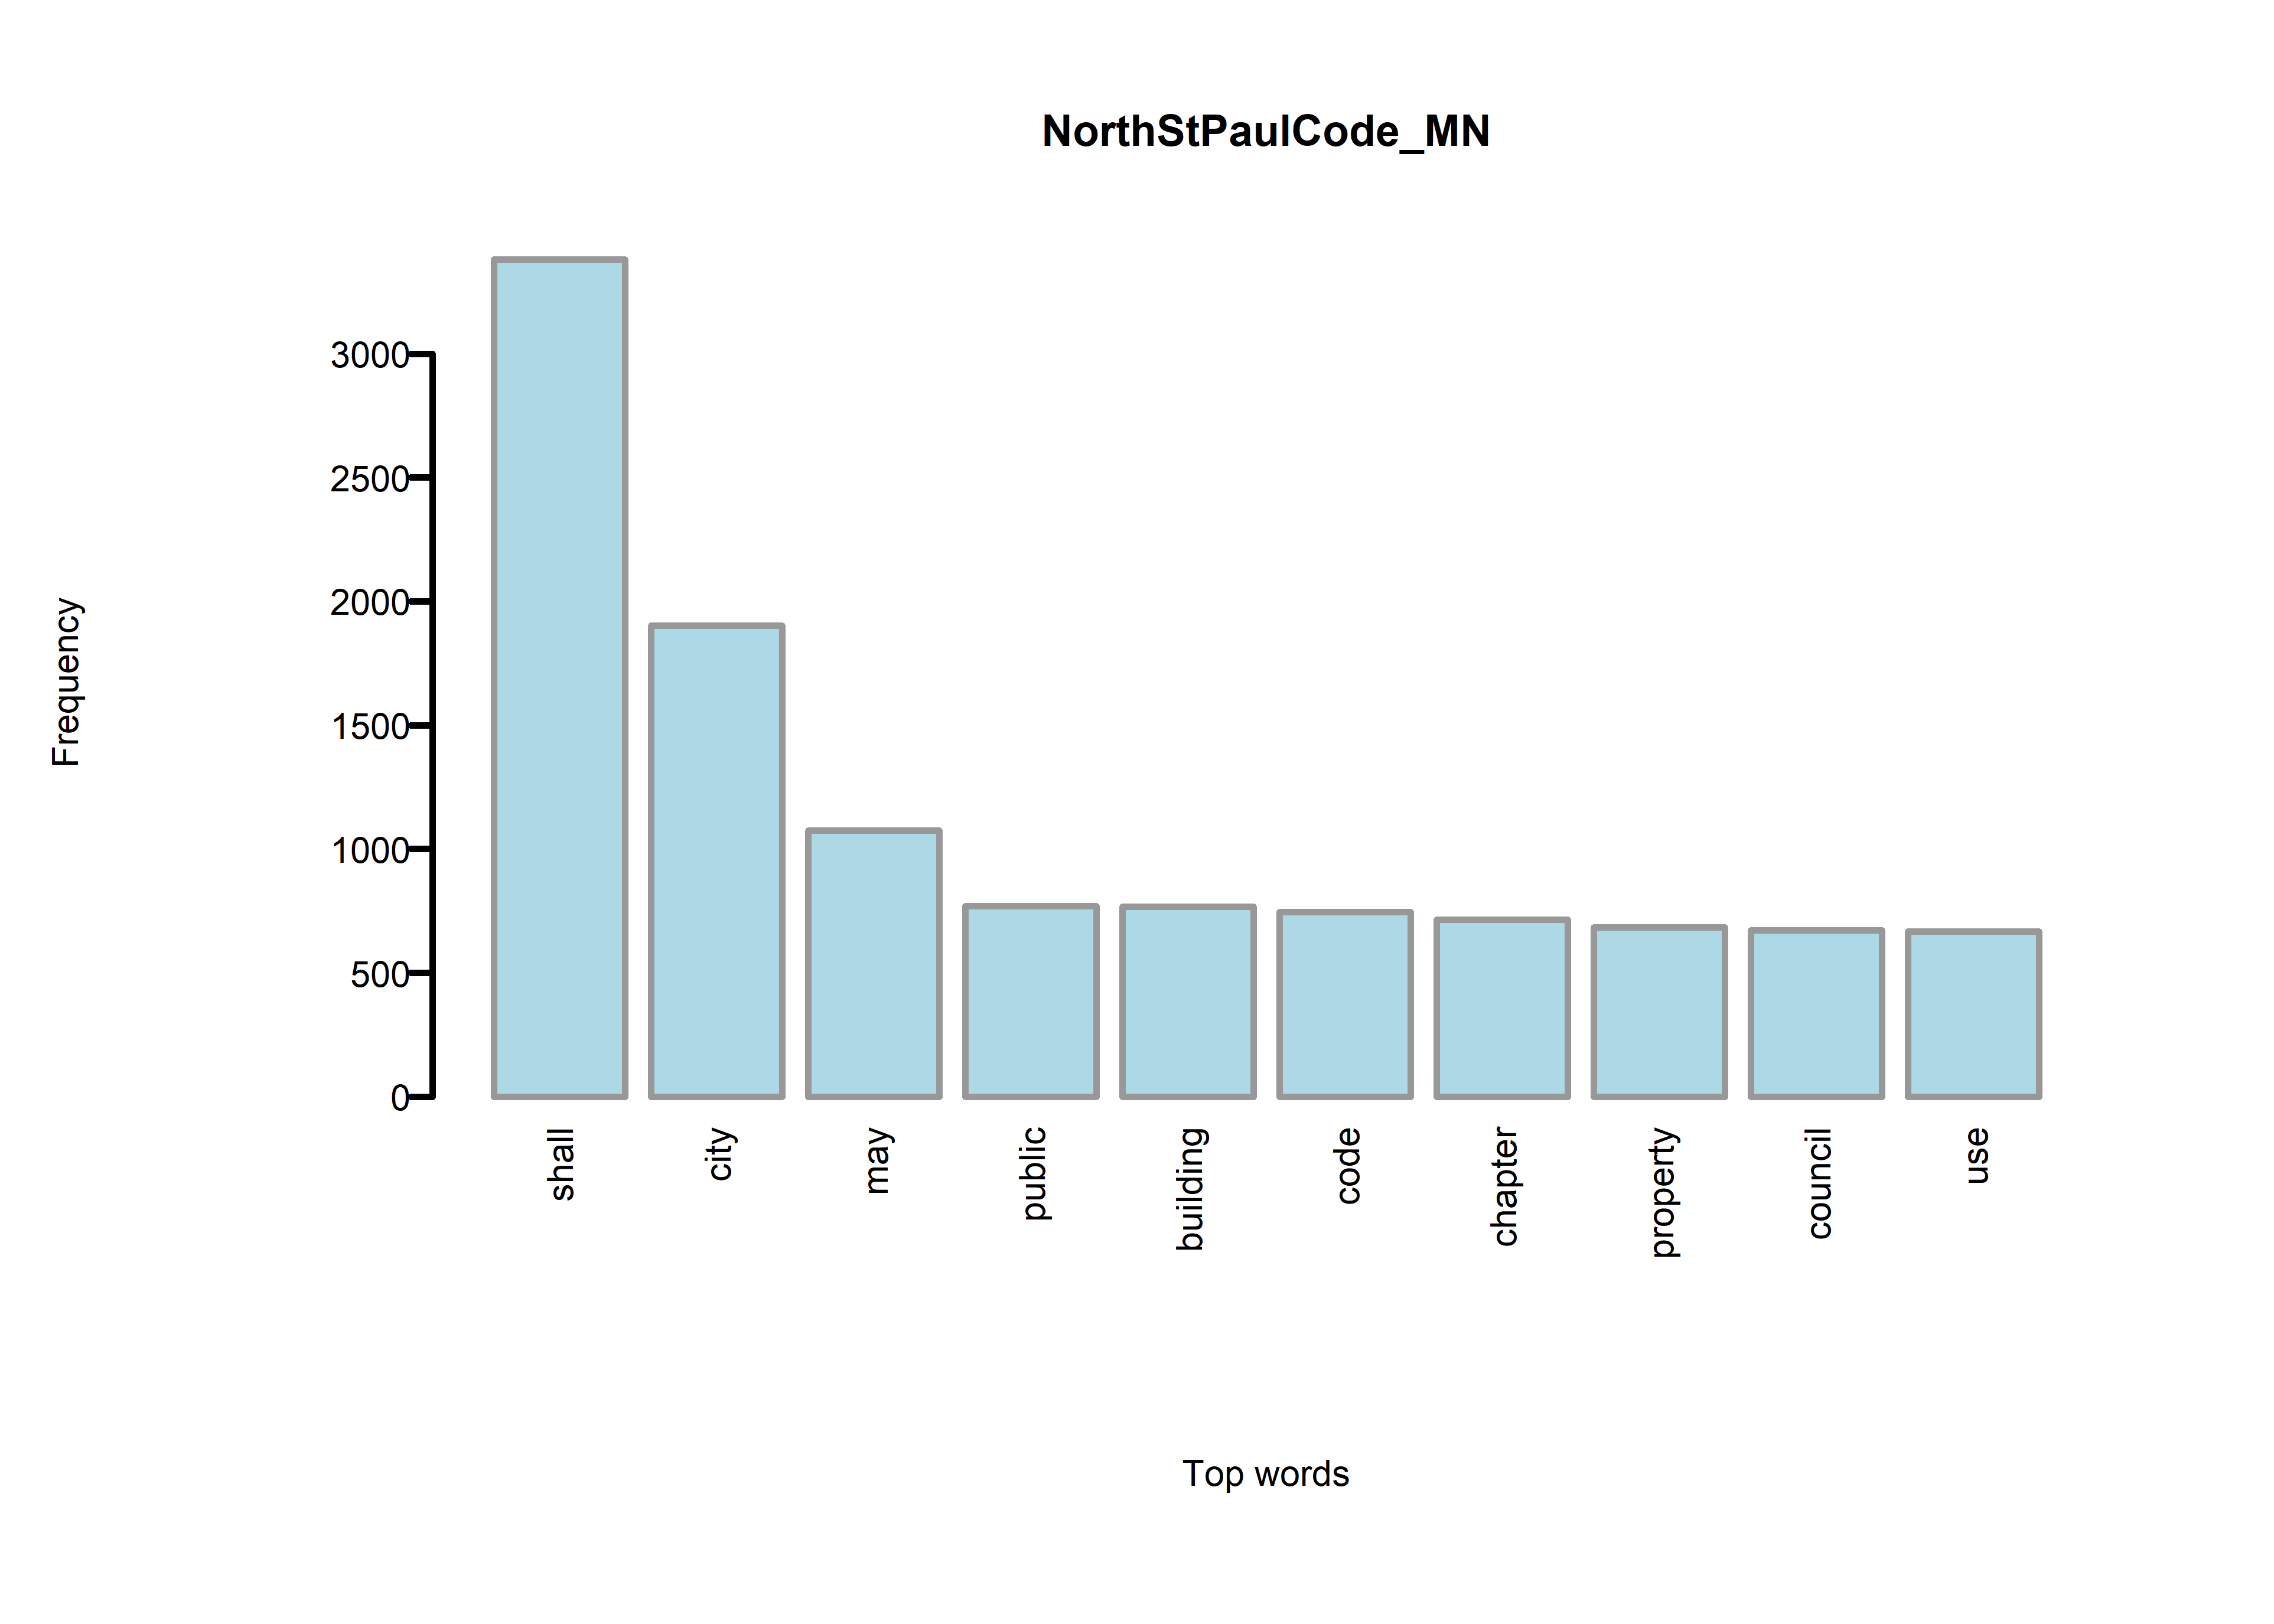 NorthStPaulCode_MN
Frequency
3000
2500
2000
1500
1000
500
0
shall
city
may
public
building
code
chapter
property
council
use
Top words